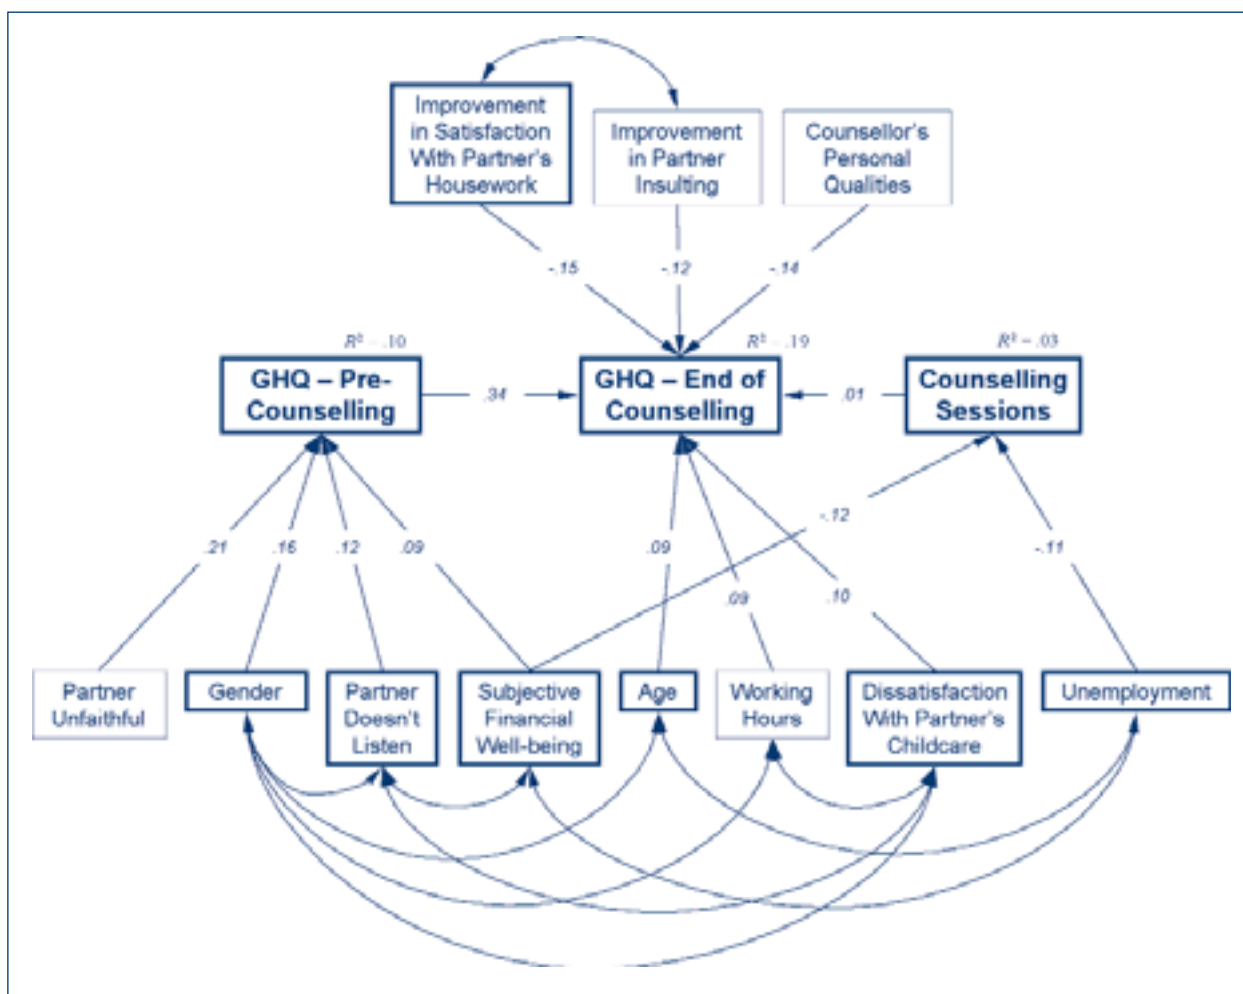 Improvement
in Satisfaction
With Partner's
Housework
Improvement
in Partner
Insulting
Counsellor's
Personal
Qualities
-.15
-.12
-.14
R² = .10
R² = .19
R² = .03
GHQ – Pre-
Counselling
.34
GHQ – End of
Counselling
.01
Counselling
Sessions
.21
.16
.12
.09
.09
.09
.10
-.12
-.11
Partner
Unfaithful
Gender
Partner
Doesn't
Listen
Subjective
Financial
Well-being
Age
Working
Hours
Dissatisfaction
With Partner's
Childcare
Unemployment